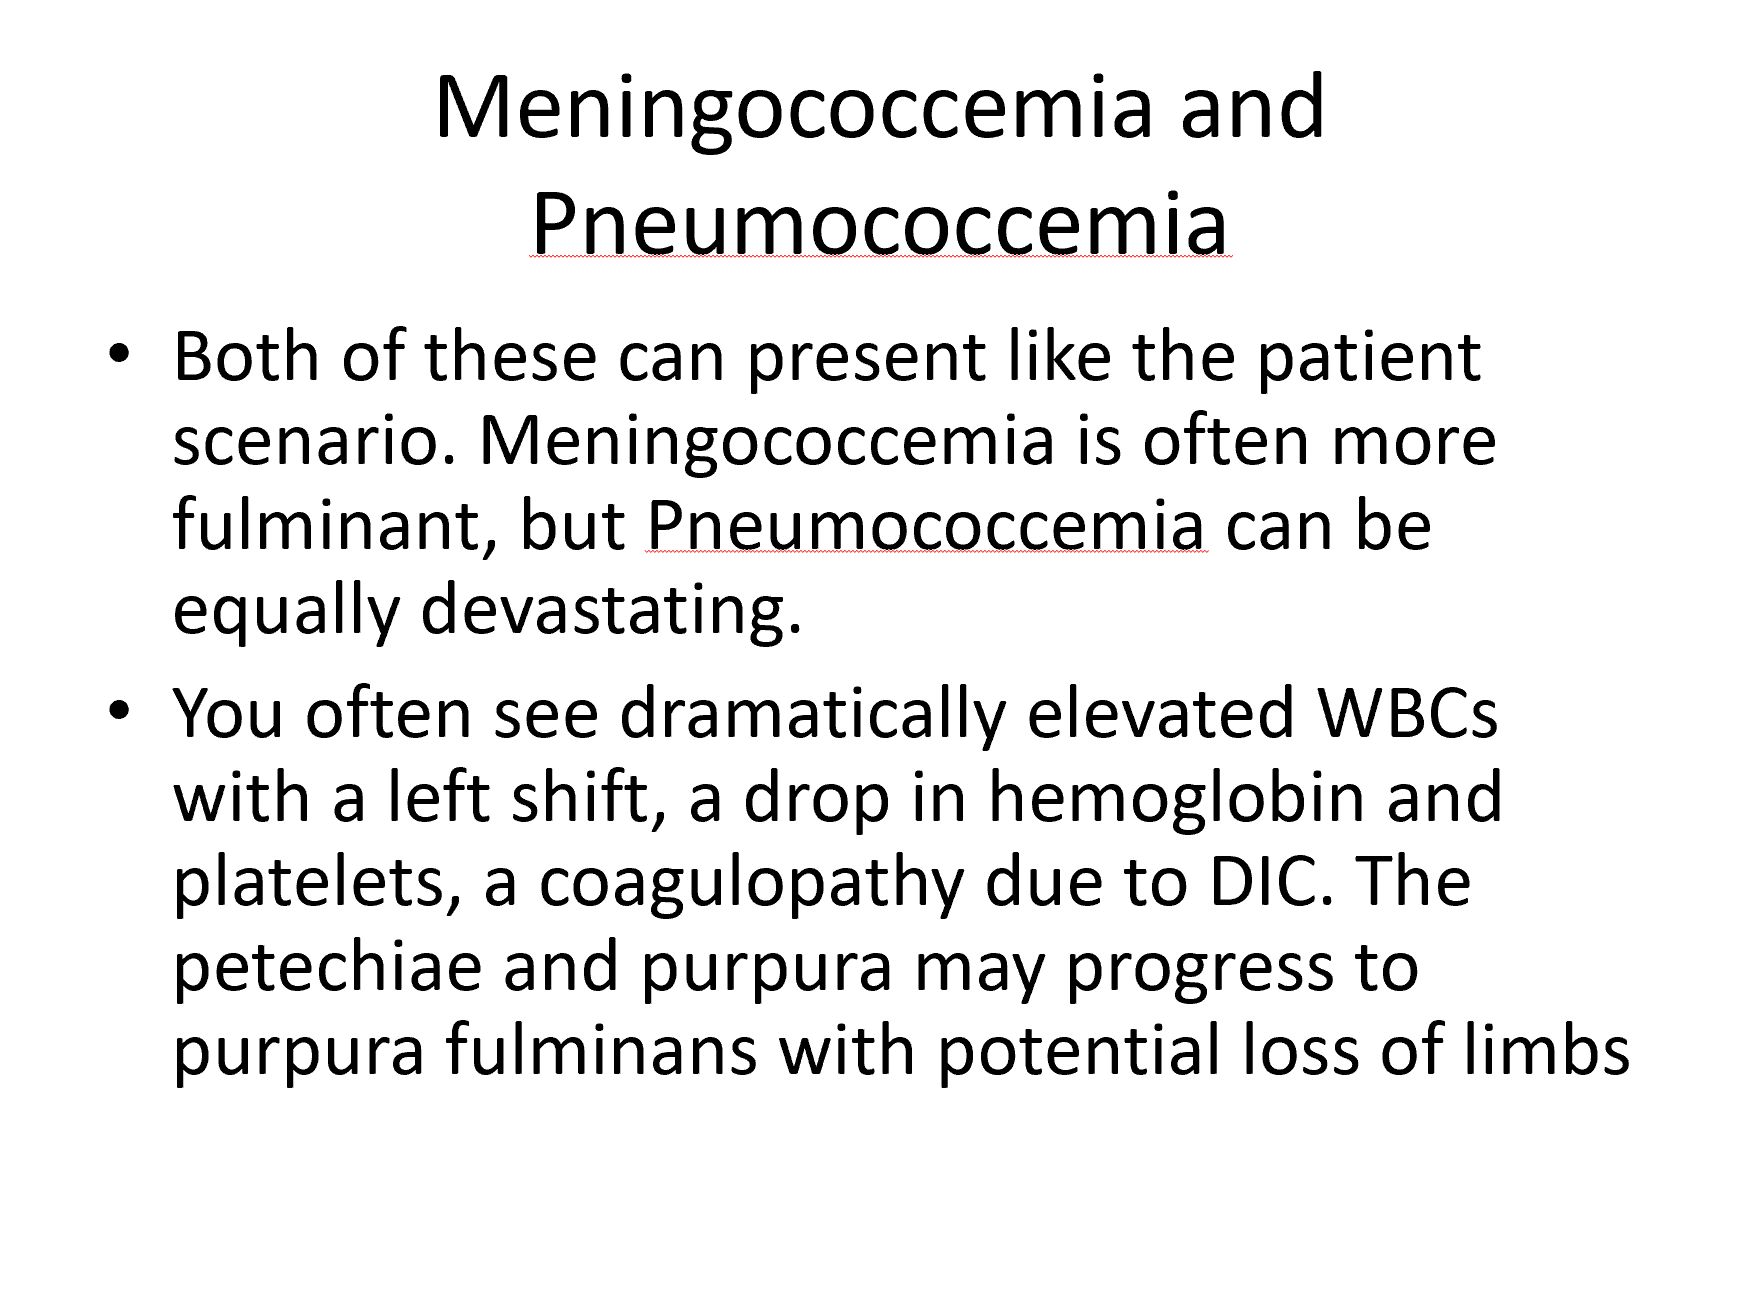 Meningococcemia and
Pneumococcemia
• Both of these can present like the patient
scenario. Meningococcemia is often more
fulminant, but Pneumococcemia can be
equally devastating.
• You often see dramatically elevated WBCs
with a left shift, a drop in hemoglobin and
platelets, a coagulopathy due to DIC. The
petechiae and purpura may progress to
purpura fulminans with potential loss of limbs